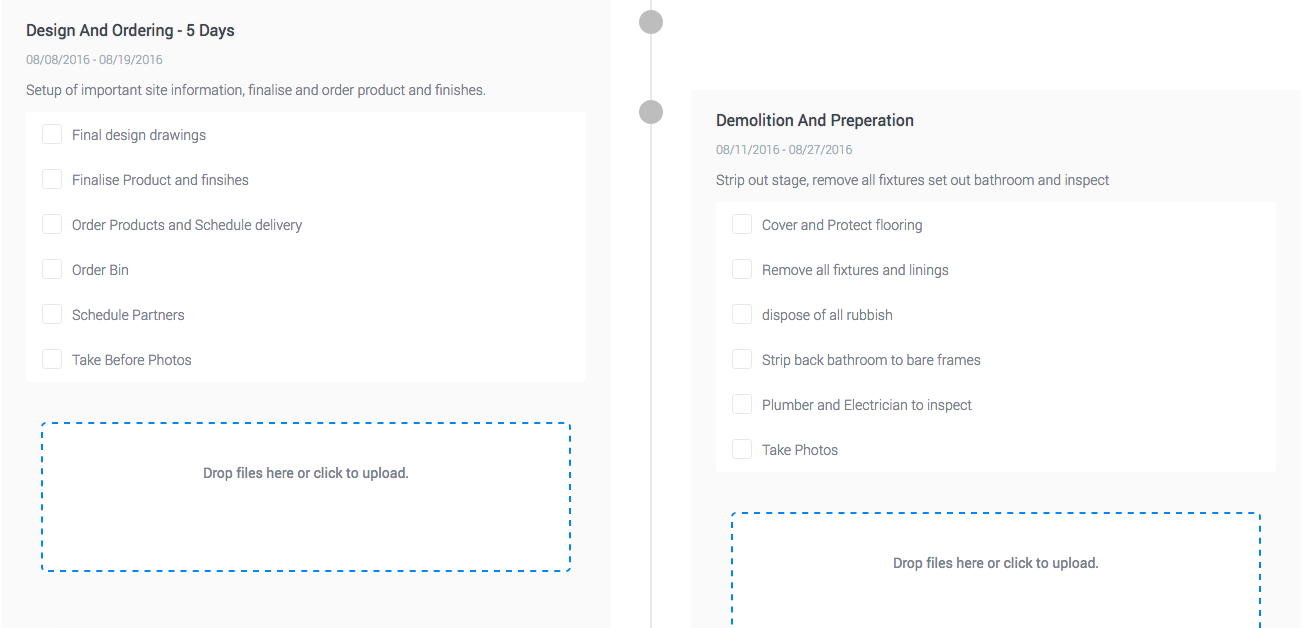 Design And Ordering - 5 Days
08/08/2016 - 08/19/2016
Setup of important site information, finalise and order product and finishes.
Final design drawings
Finalise Product and finsihes
Order Products and Schedule delivery
Order Bin
Schedule Partners
Take Before Photos
Drop files here or click to upload.
Demolition And Preperation
08/11/2016 - 08/27/2016
Strip out stage, remove all fixtures set out bathroom and inspect
Cover and Protect flooring
Remove all fixtures and linings
dispose of all rubbish
Strip back bathroom to bare frames
Plumber and Electrician to inspect
Take Photos
Drop files here or click to upload.